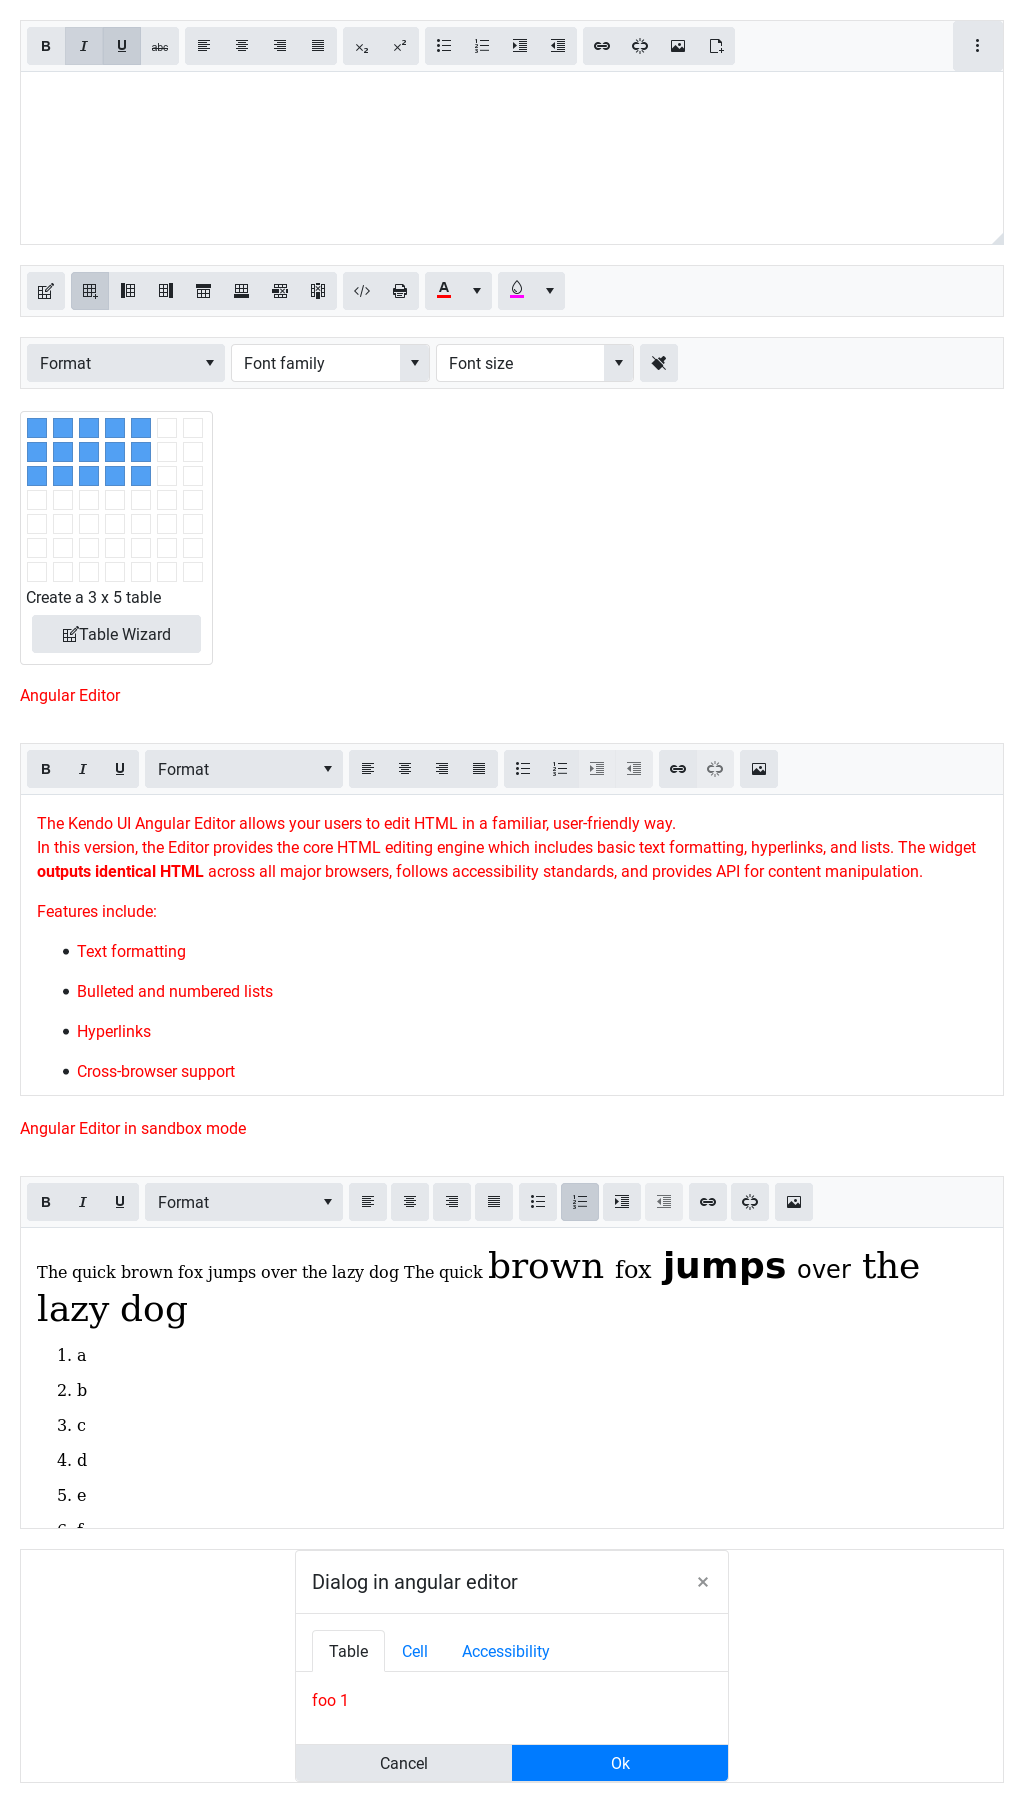 B I U abc x₂ x²
A
Format Font family Font size
Create a 3 x 5 table
Table Wizard
Angular Editor
B I U Format
The Kendo UI Angular Editor allows your users to edit HTML in a familiar, user-friendly way.
In this version, the Editor provides the core HTML editing engine which includes basic text formatting, hyperlinks, and lists. The widget
outputs identical HTML across all major browsers, follows accessibility standards, and provides API for content manipulation.
Features include:
• Text formatting
• Bulleted and numbered lists
• Hyperlinks
• Cross-browser support
Angular Editor in sandbox mode
B I U Format
The quick brown fox jumps over the lazy dog The quick brown fox jumps over the
lazy dog
1. a
2. b
3. c
4. d
5. e
Dialog in angular editor ×
Table Cell Accessibility
foo 1
Cancel Ok